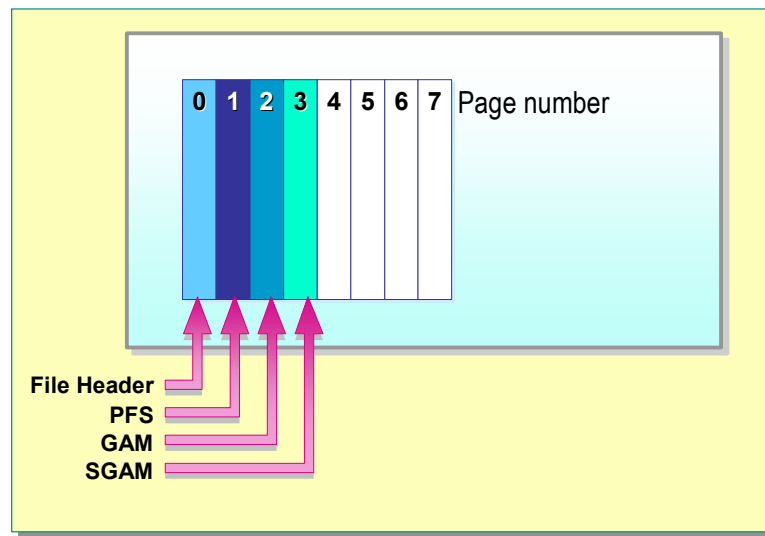 0 1 2 3 4 5 6 7 Page number
File Header
PFS
GAM
SGAM